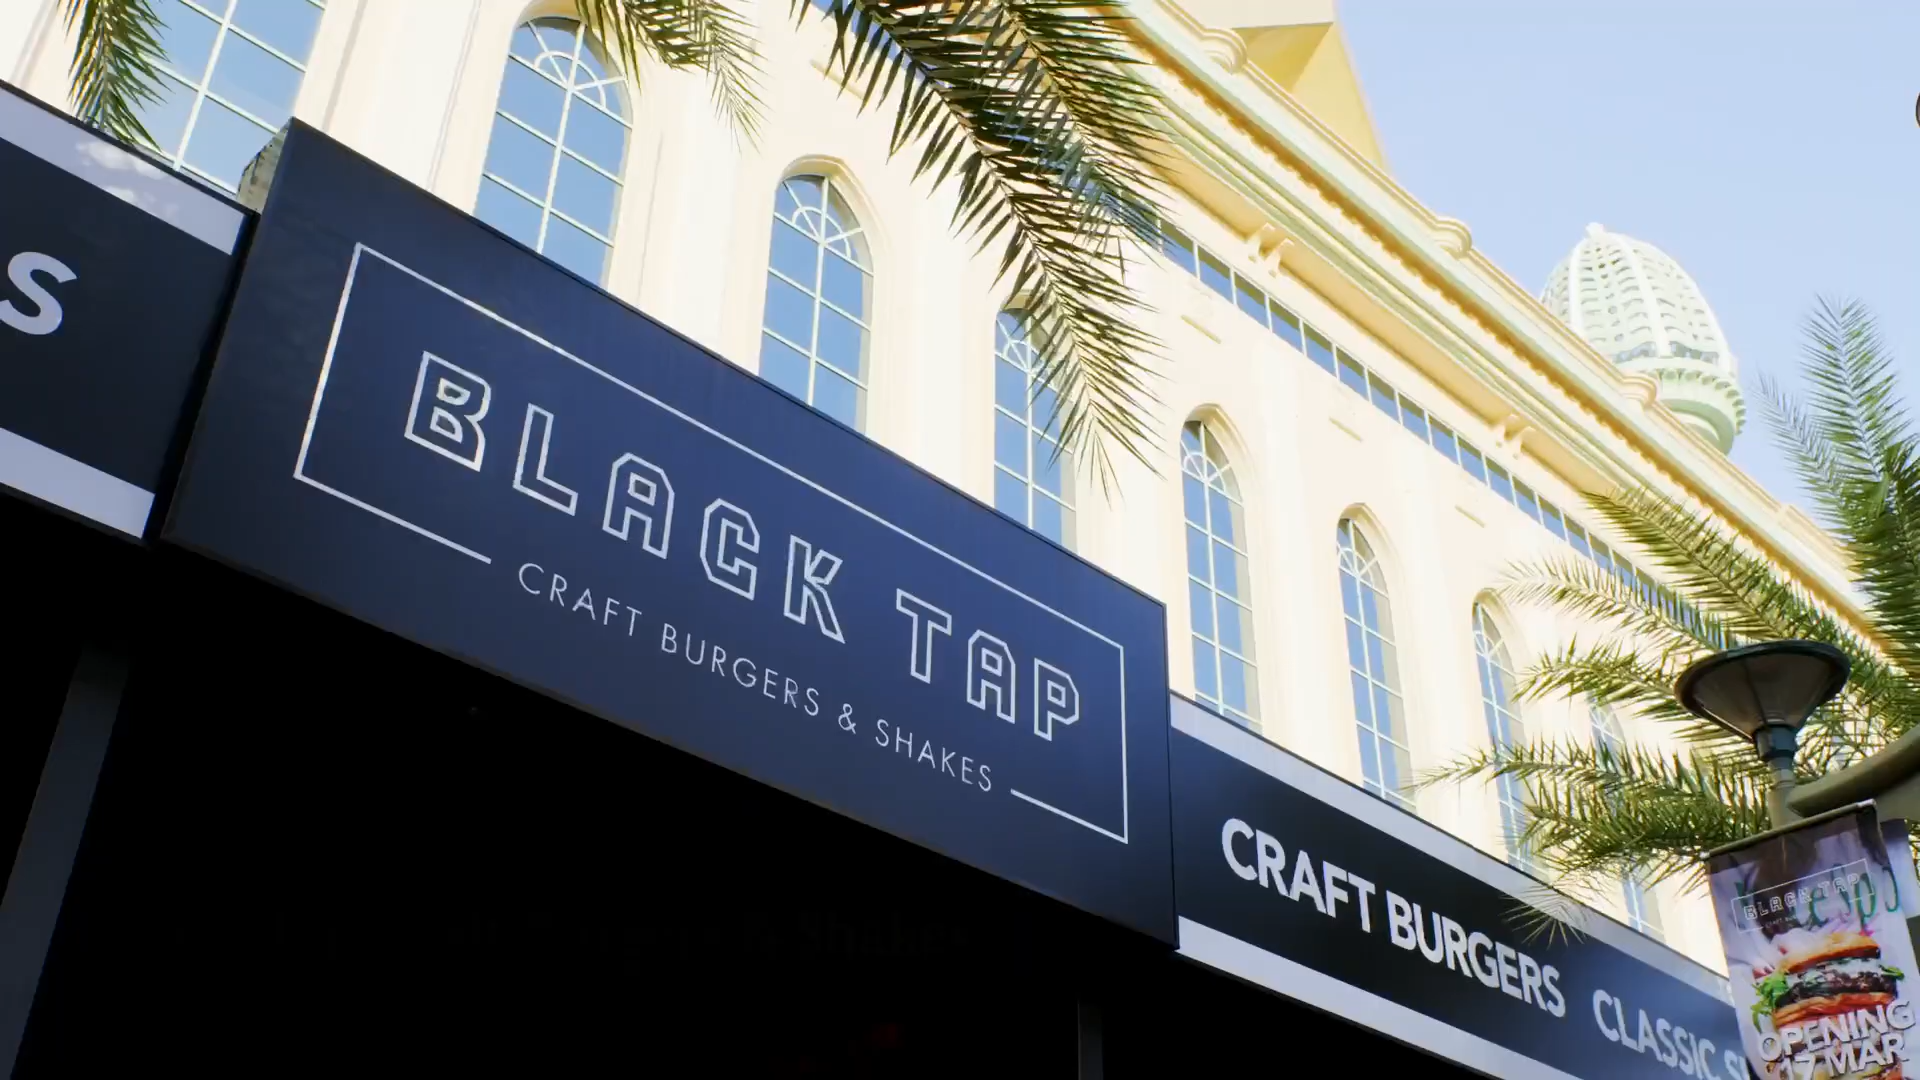 S
BLACK TAP
CRAFT BURGERS & SHAKES
CRAFT BURGERS
CLASSIC
BLACK TAP
OPENING
17 MAR